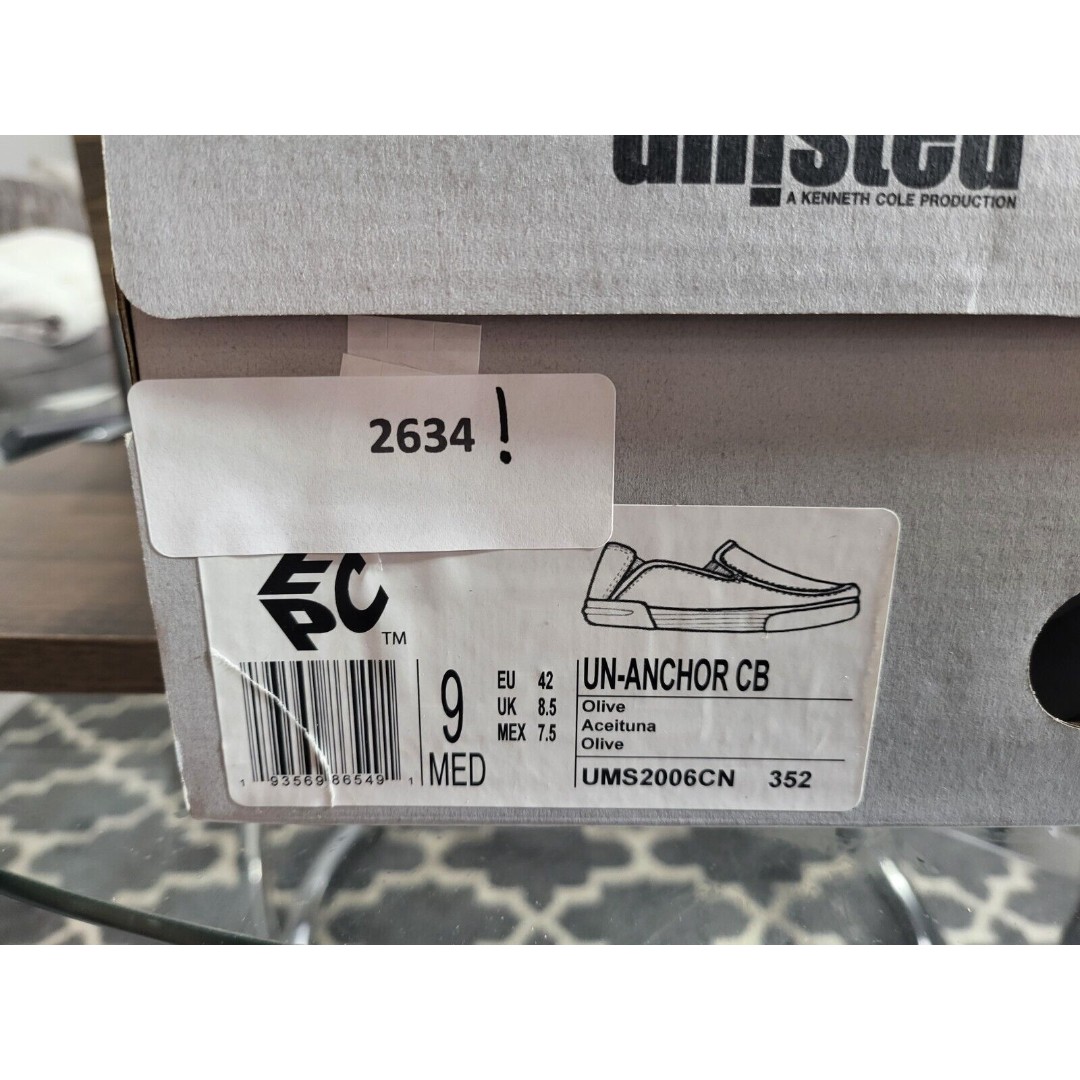 unlisted
A KENNETH COLE PRODUCTION
2634 !
EPC TM
9
MED
EU 42
UK 8.5
MEX 7.5
UN-ANCHOR CB
Olive
Aceituna
Olive
UMS2006CN 352
1 93569 86549 1